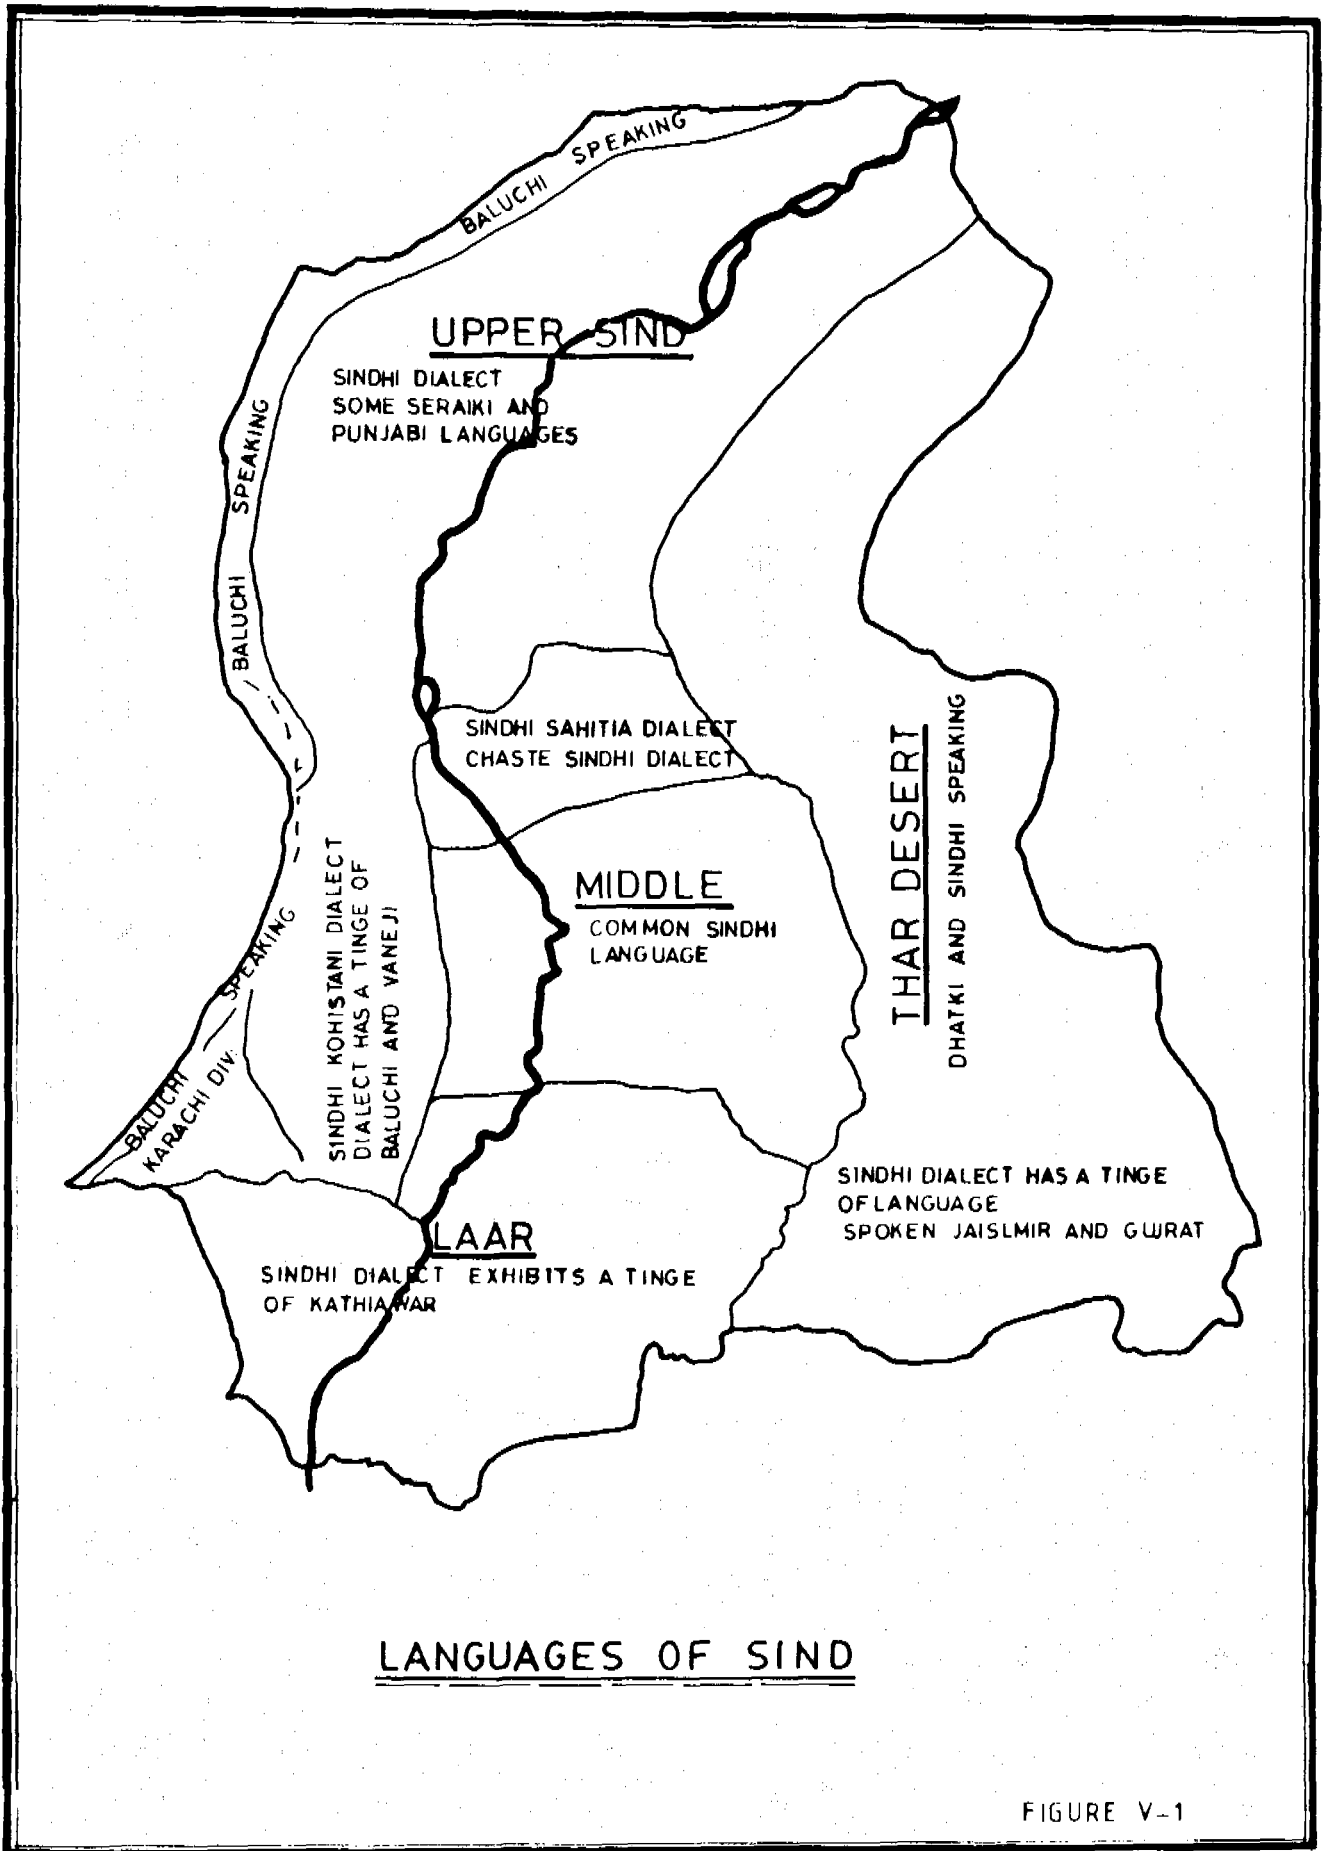 BALUCHI SPEAKING
UPPER SIND
SINDHI DIALECT
SOME SERAIKI AND
PUNJABI LANGUAGES
BALUCHI SPEAKING
SINDHI SAHITIA DIALECT
CHASTE SINDHI DIALECT
THAR DESERT
DHATKI AND SINDHI SPEAKING
MIDDLE
COMMON SINDHI
LANGUAGE
SINDHI KOHISTANI DIALECT
DIALECT HAS A TINGE OF
BALUCHI AND VANEJI
BALUCHI SPEAKING
KARACHI DIV.
SINDHI DIALECT HAS A TINGE
OF LANGUAGE
SPOKEN JAISLMIR AND GUJRAT
LAAR
SINDHI DIALECT EXHIBITS A TINGE
OF KATHIAWAR
LANGUAGES OF SIND
FIGURE V-1